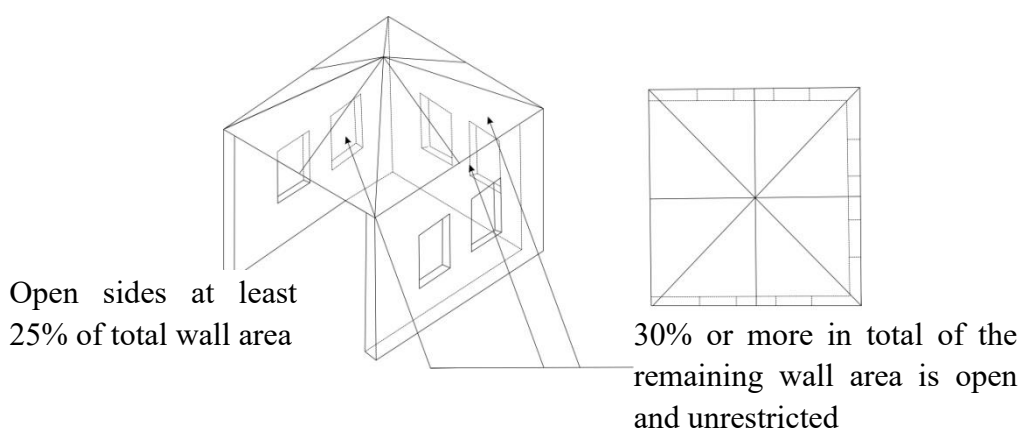 Open sides at least
25% of total wall area
30% or more in total of the
remaining wall area is open
and unrestricted